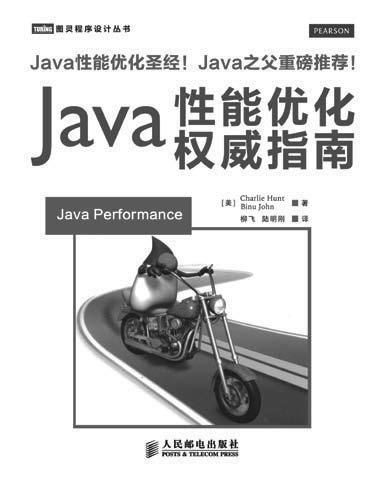 TURING 图灵程序设计丛书
PEARSON
Java性能优化圣经！Java之父重磅推荐！
Java 性能优化
权威指南
[美] Charlie Hunt
Binu John 著
柳飞 陆明刚 译
Java Performance
人民邮电出版社
POSTS & TELECOM PRESS